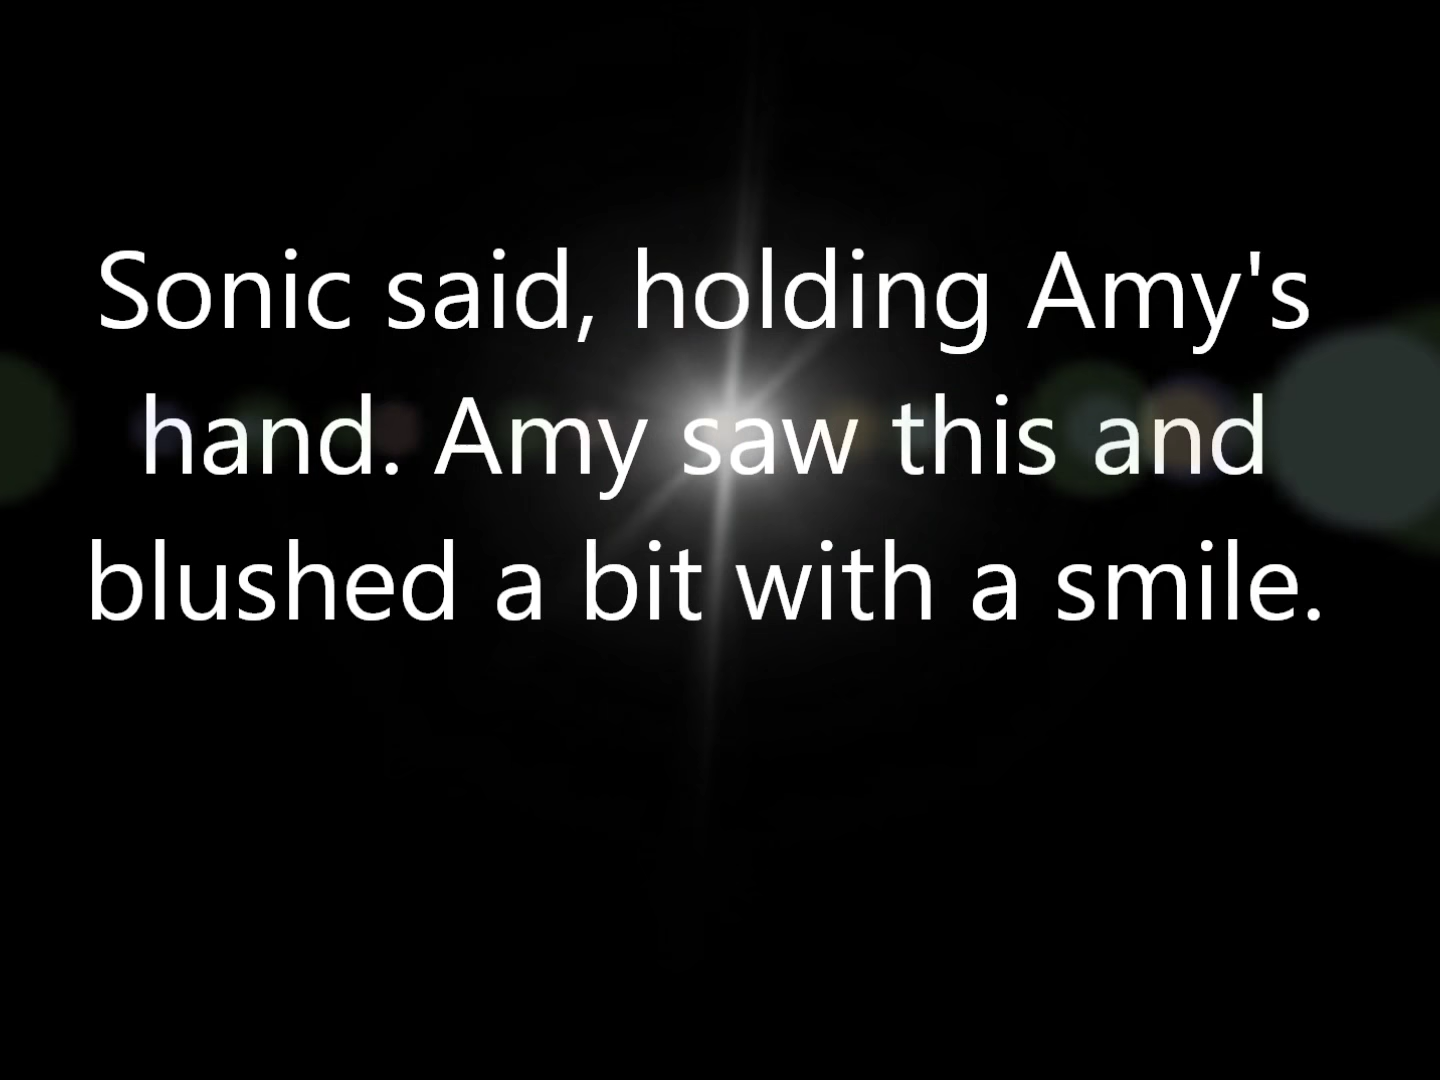 Sonic said, holding Amy's
hand. Amy saw this and
blushed a bit with a smile.